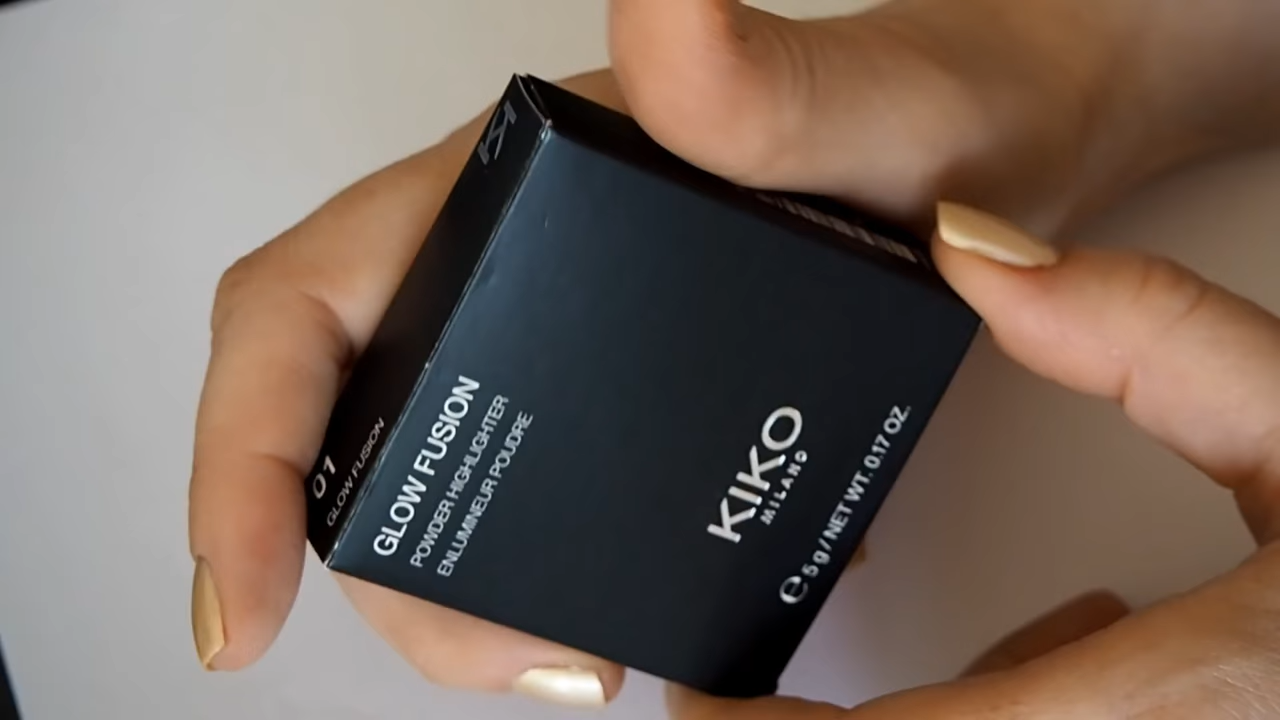 GLOW FUSION
POWDER HIGHLIGHTER
ENLUMINEUR POUDRE
KIKO
MILANO
e 5 g / NET WT. 0.17 OZ.
01
GLOW FUSION